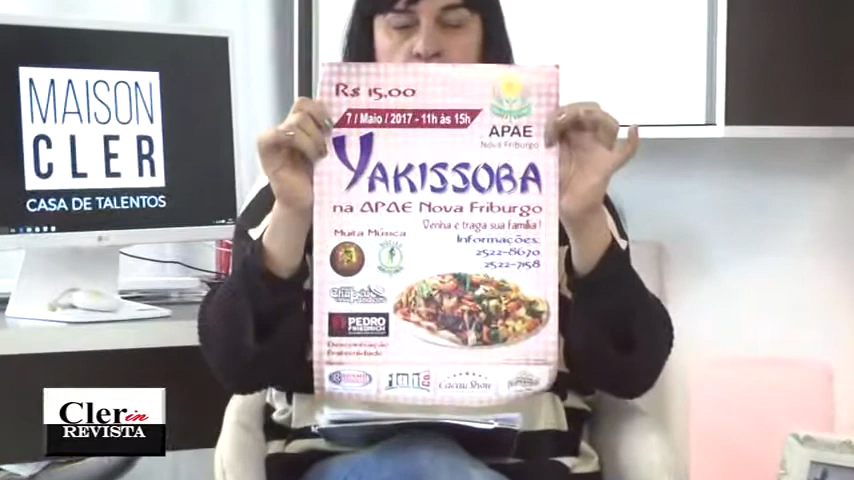 MAISON
CLER
CASA DE TALENTOS
R$ 15,00
7 / Maio / 2017 - 11h às 15h
APAE
Nova Friburgo
YAKISSOBA
na APAE Nova Friburgo
Venha e traga sua família!
Muita Música
Informações:
2522-8670
2522-7158
PEDRO
FRIEDRICH
Descontração
Fraternidade
Cactu Show
Cler in
REVISTA